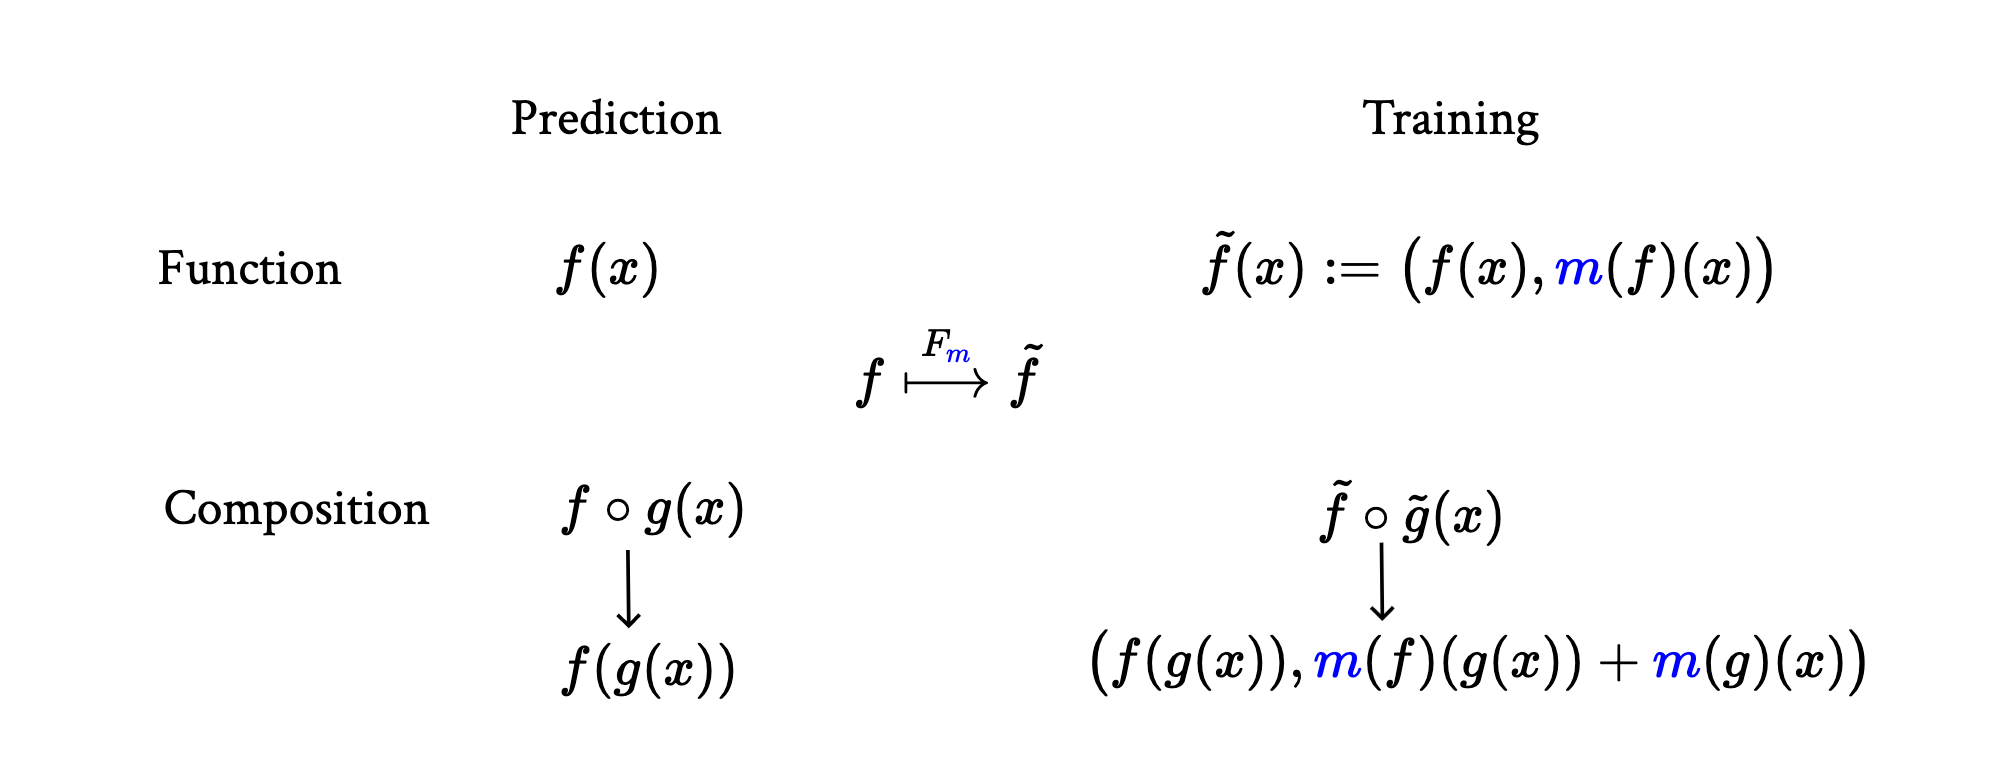 Prediction Training
Function f(x) f̃(x) := (f(x), m(f)(x))
F_m
f ⟼ f̃
Composition f ∘ g(x) f̃ ∘ g̃(x)
↓ ↓
f(g(x)) (f(g(x)), m(f)(g(x)) + m(g)(x))